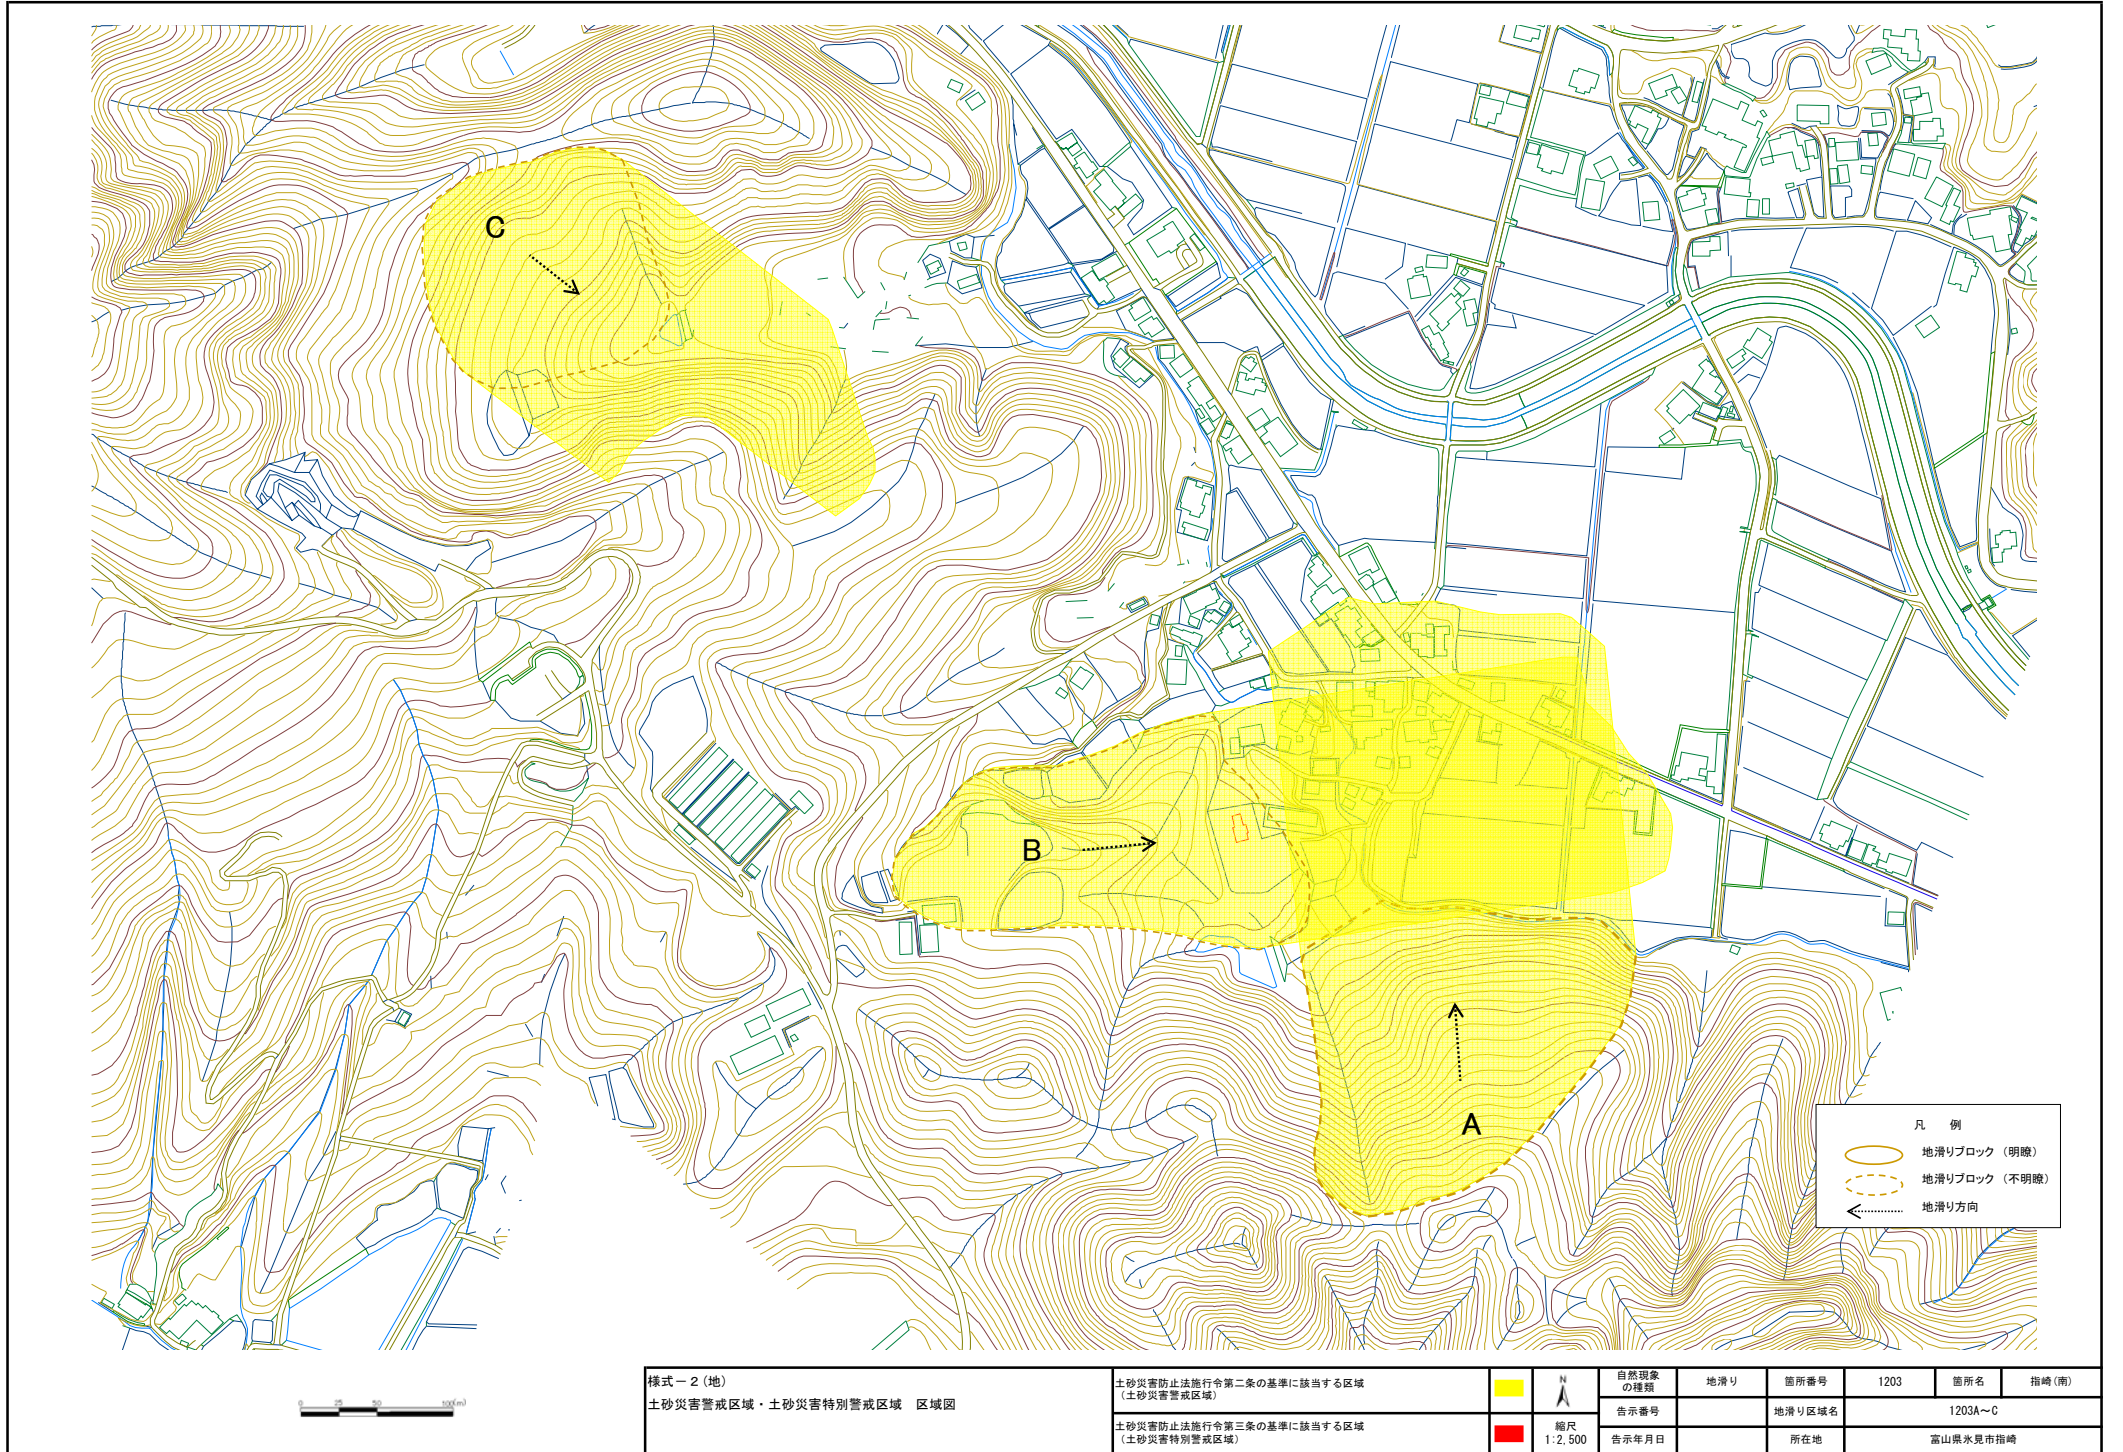 C
B
A
凡 例
地滑りブロック（明瞭）
地滑りブロック（不明瞭）
地滑り方向
0 25 50 100(m)
様式－２(地)
土砂災害警戒区域・土砂災害特別警戒区域 区域図
土砂災害防止法施行令第二条の基準に該当する区域
（土砂災害警戒区域）
土砂災害防止法施行令第三条の基準に該当する区域
（土砂災害特別警戒区域）
N
縮尺
1:2,500
自然現象
の種類
地滑り
箇所番号
1203
箇所名
指崎(南)
告示番号
地滑り区域名
1203A～C
告示年月日
所在地
富山県氷見市指崎